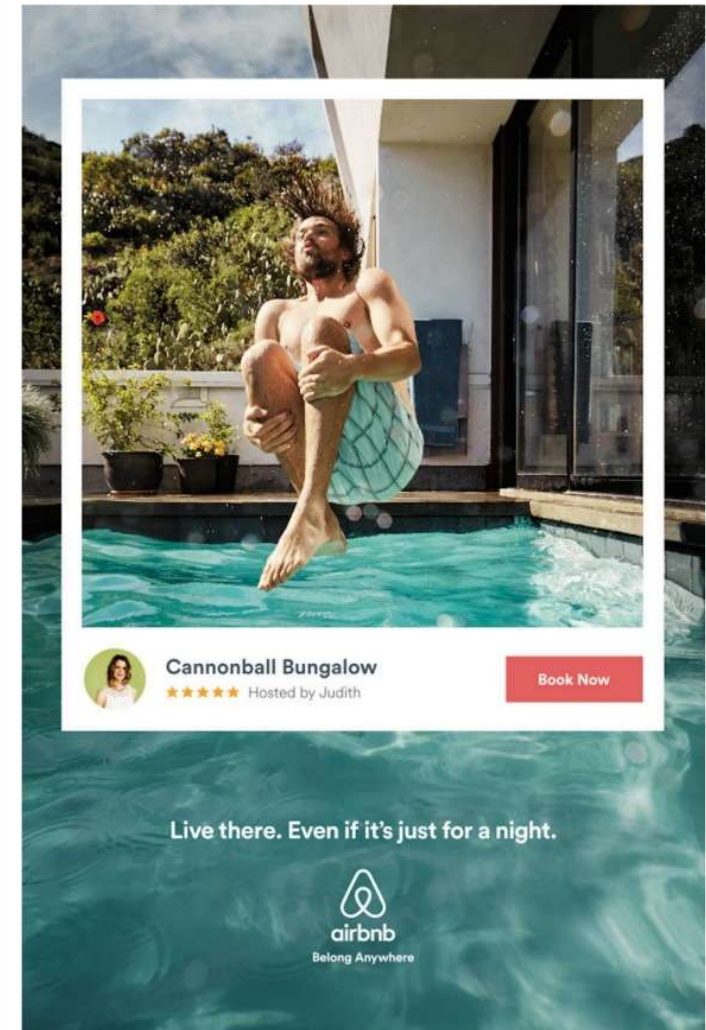 Cannonball Bungalow
Hosted by Judith
Book Now
Live there. Even if it's just for a night.
airbnb
Belong Anywhere